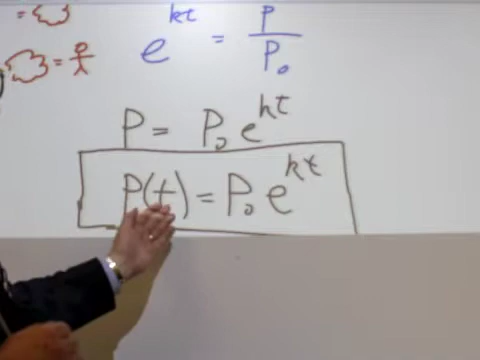 e^{kt} = P/P₀
P = P₀e^{kt}
P(t) = P₀e^{kt}